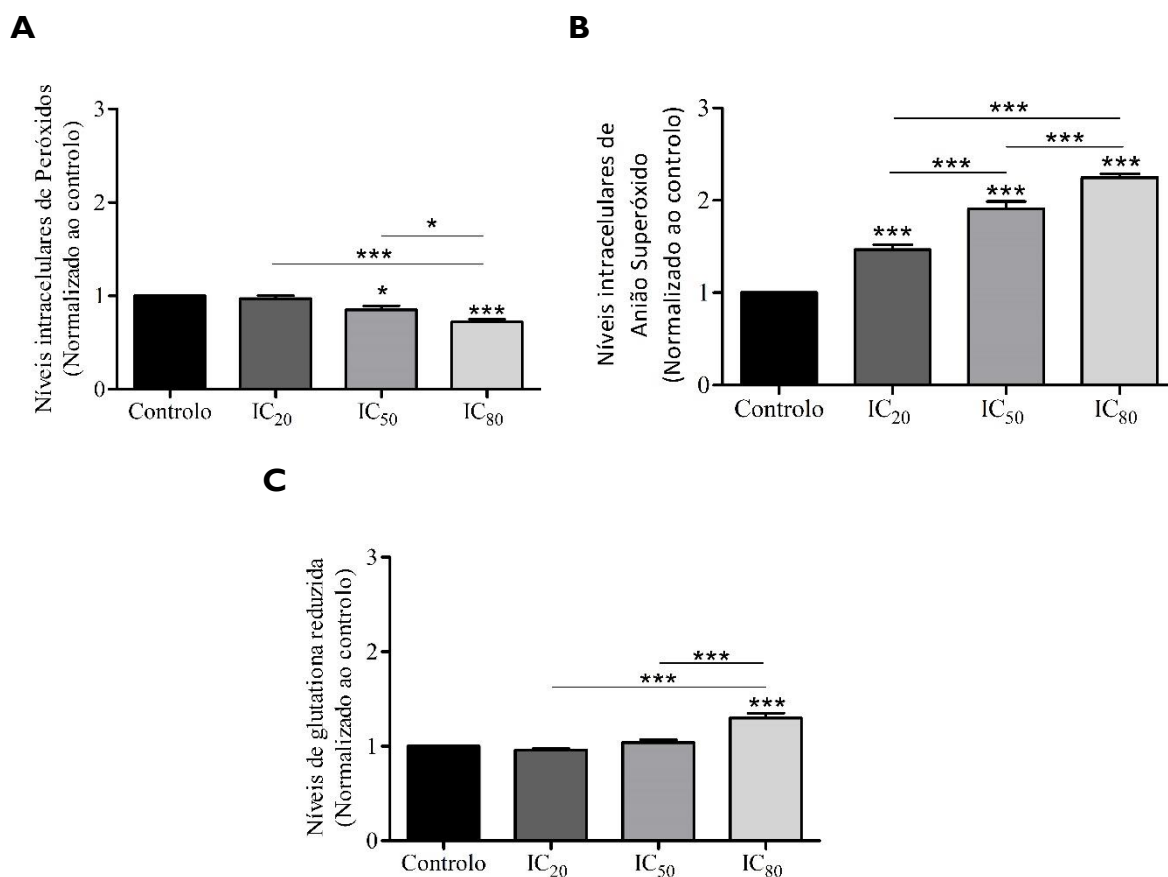 A
Níveis intracelulares de Peróxidos
(Normalizado ao controlo)
3
2
1
0
*
***
*
***
Controlo IC20 IC50 IC80
B
Níveis intracelulares de
Anião Superóxido
(Normalizado ao controlo)
3
2
1
0
***
***
***
***
***
***
Controlo IC20 IC50 IC80
C
Níveis de glutationa reduzida
(Normalizado ao controlo)
3
2
1
0
***
***
***
Controlo IC20 IC50 IC80